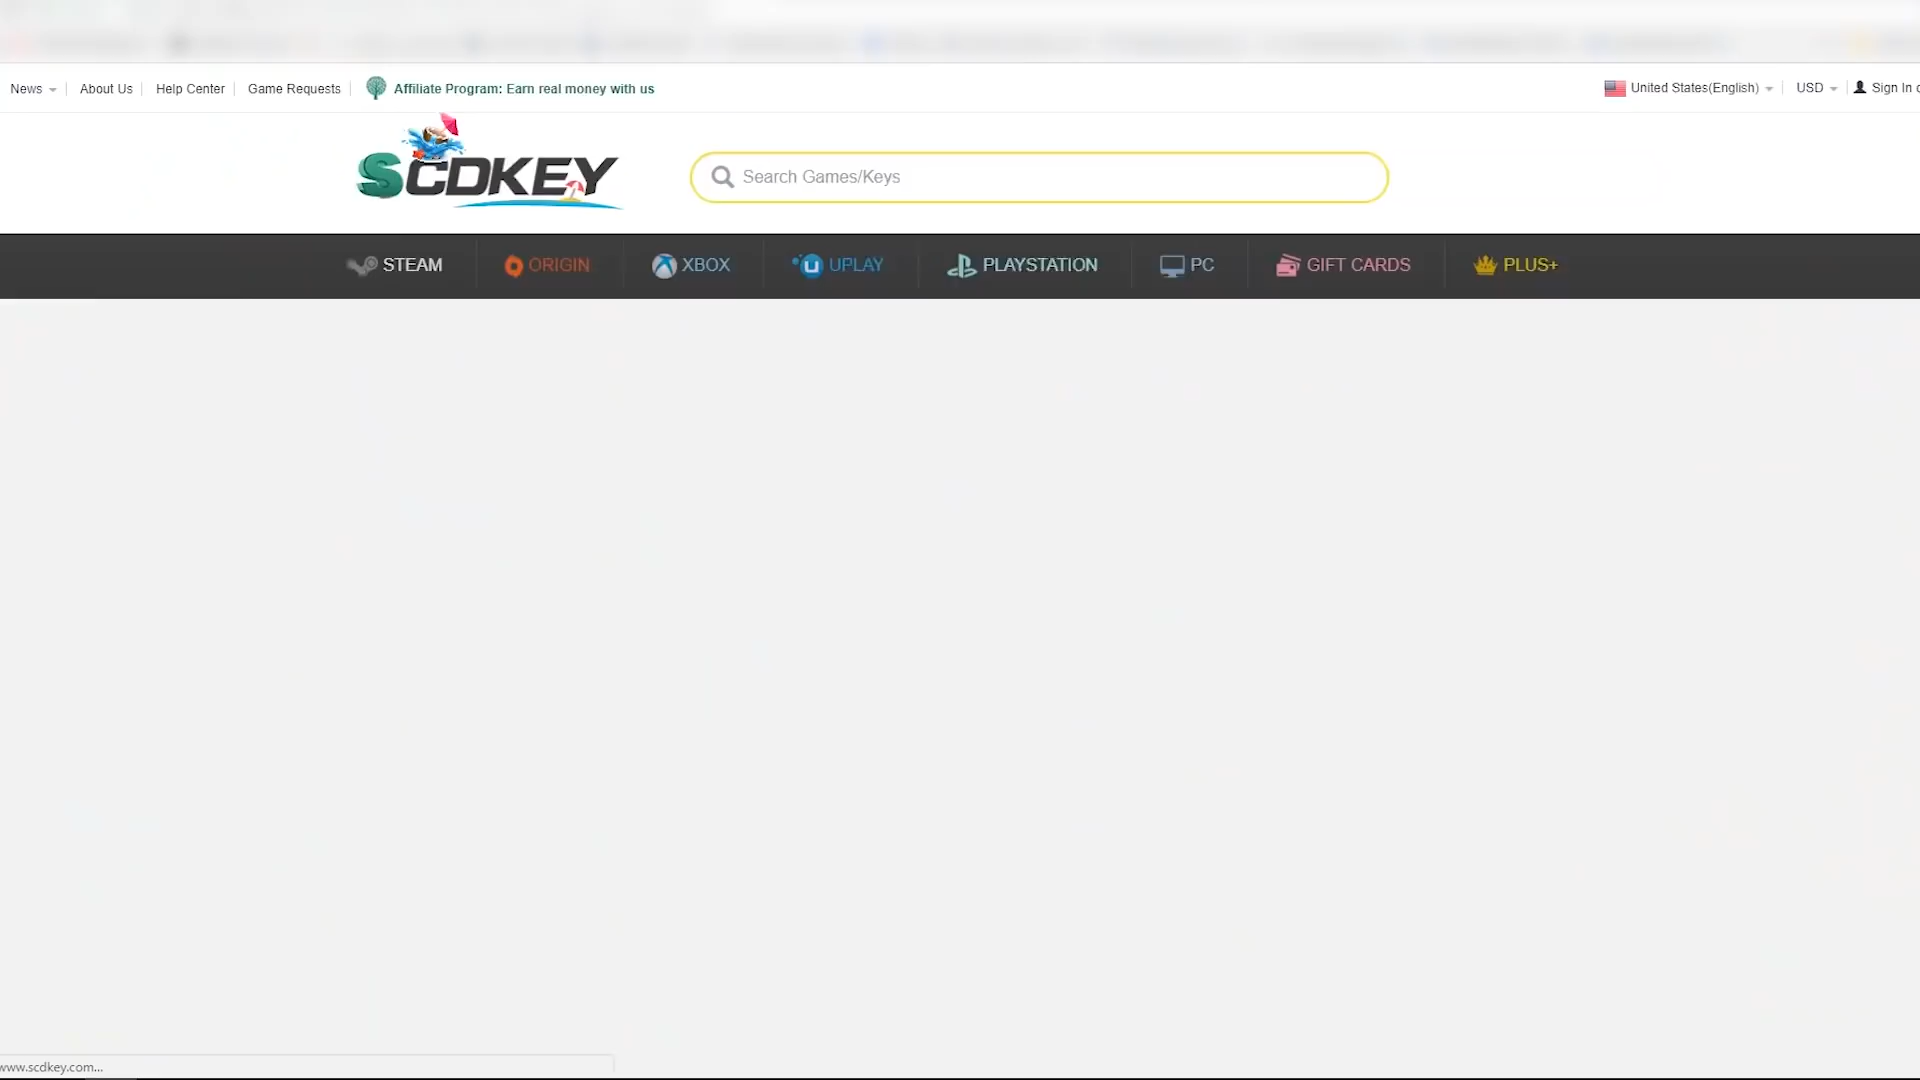 News About Us Help Center Game Requests Affiliate Program: Earn real money with us United States(English) USD Sign In
SCDKEY
Search Games/Keys
STEAM ORIGIN XBOX UPLAY PLAYSTATION PC GIFT CARDS PLUS+
www.scdkey.com...